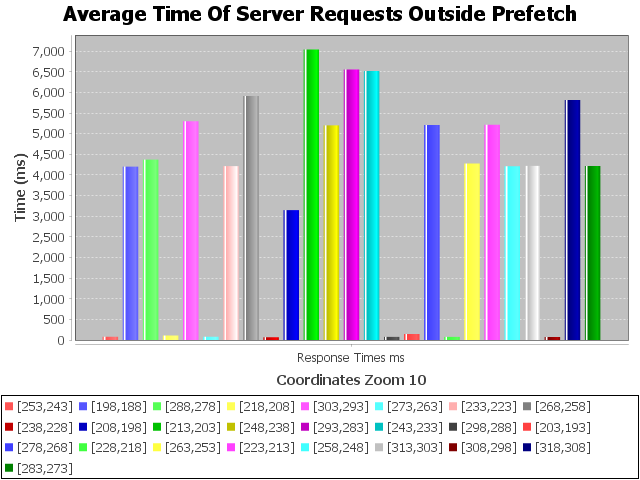 Average Time Of Server Requests Outside Prefetch
7,000
6,500
6,000
5,500
5,000
4,500
4,000
3,500
3,000
2,500
2,000
1,500
1,000
500
0
Time (ms)
Response Times ms
Coordinates Zoom 10
[253,243] [198,188] [288,278] [218,208] [303,293] [273,263] [233,223] [268,258]
[238,228] [208,198] [213,203] [248,238] [293,283] [243,233] [298,288] [203,193]
[278,268] [228,218] [263,253] [223,213] [258,248] [313,303] [308,298] [318,308]
[283,273]